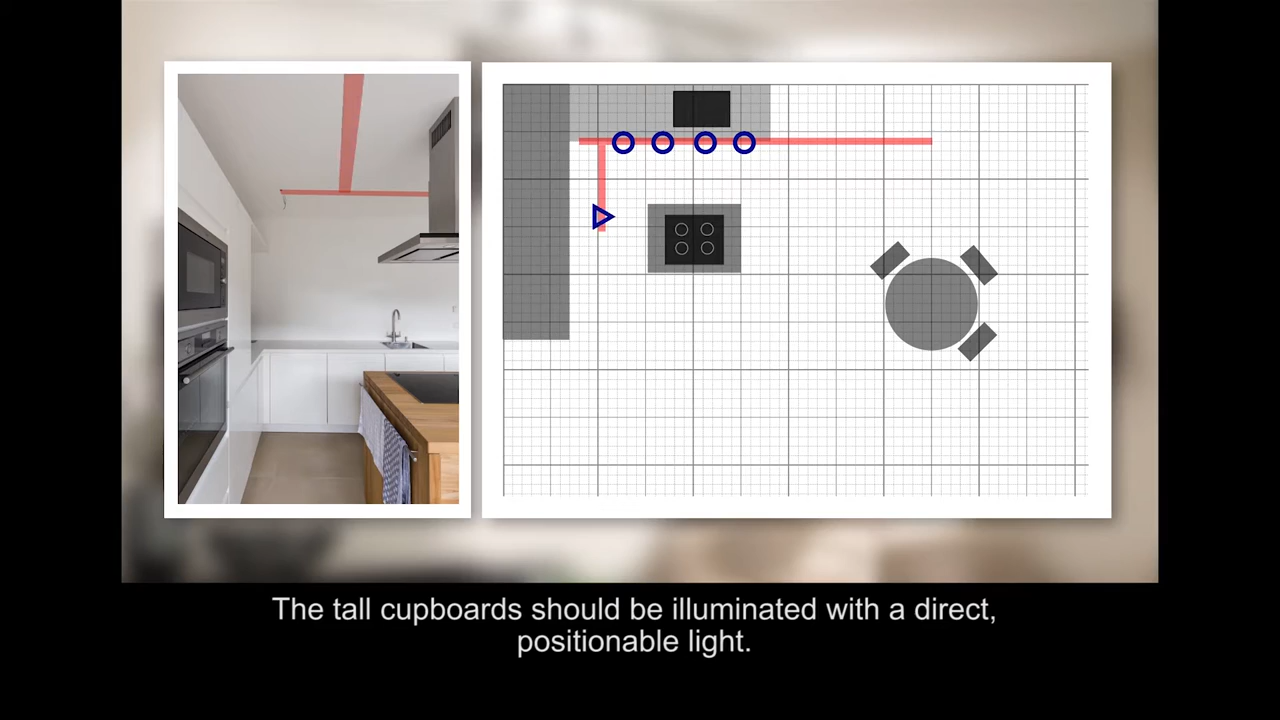 The tall cupboards should be illuminated with a direct,
positionable light.